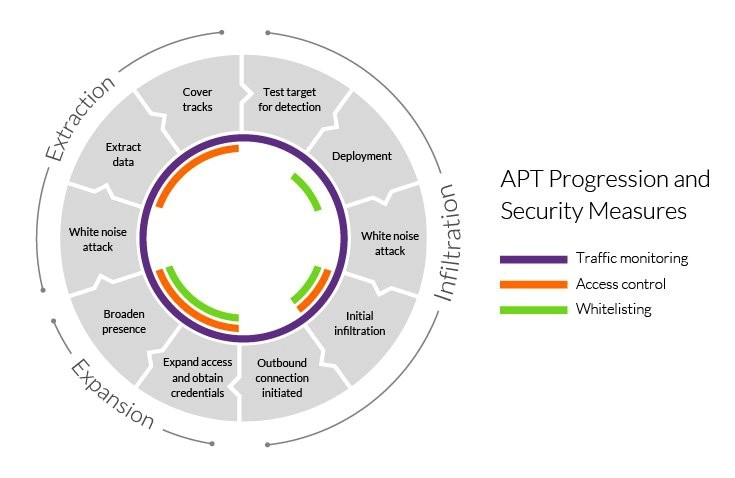 APT Progression and
Security Measures
Traffic monitoring
Access control
Whitelisting
Infiltration
Test target
for detection
Deployment
White noise
attack
Initial
infiltration
Outbound
connection
initiated
Expansion
Expand access
and obtain
credentials
Broaden
presence
Extraction
White noise
attack
Extract
data
Cover
tracks